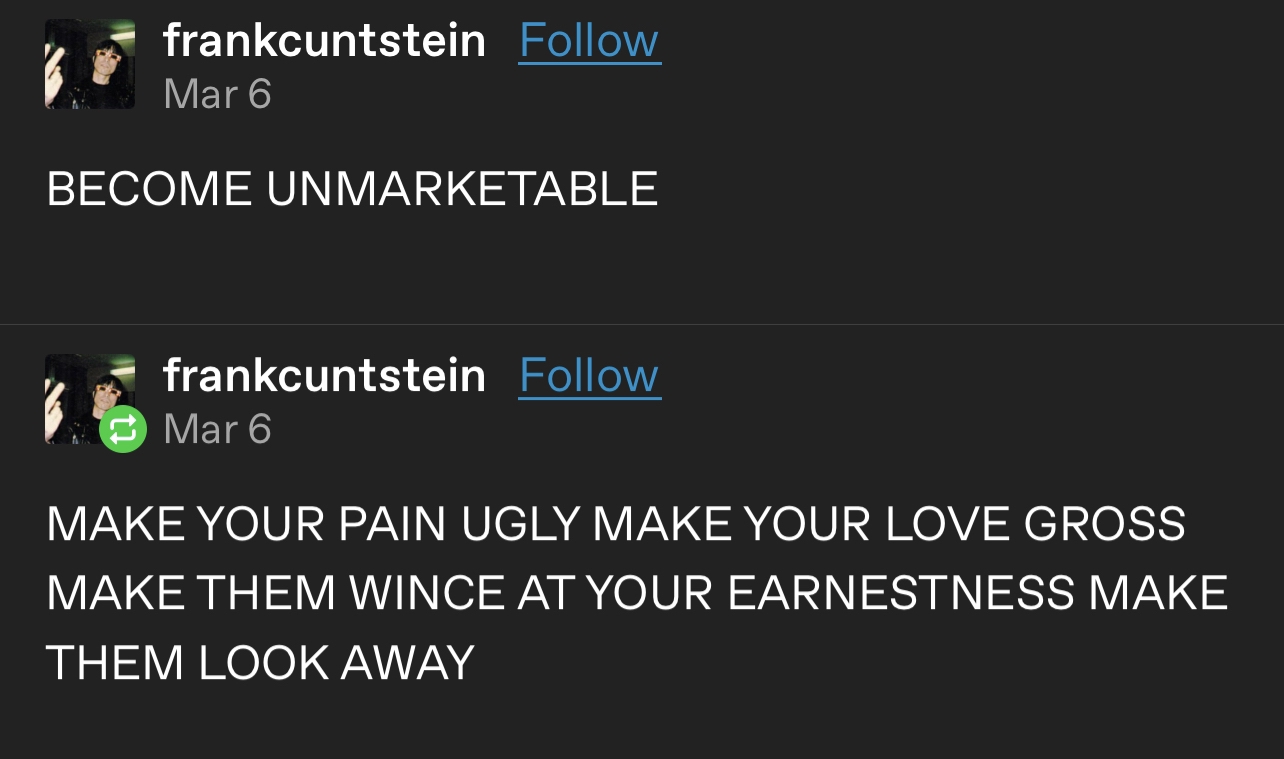 frankcuntstein Follow
Mar 6
BECOME UNMARKETABLE
frankcuntstein Follow
Mar 6
MAKE YOUR PAIN UGLY MAKE YOUR LOVE GROSS
MAKE THEM WINCE AT YOUR EARNESTNESS MAKE
THEM LOOK AWAY